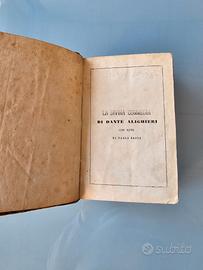 LA DIVINA COMMEDIA
DI DANTE ALIGHIERI
CON NOTE
DI PAOLO COSTA
subito